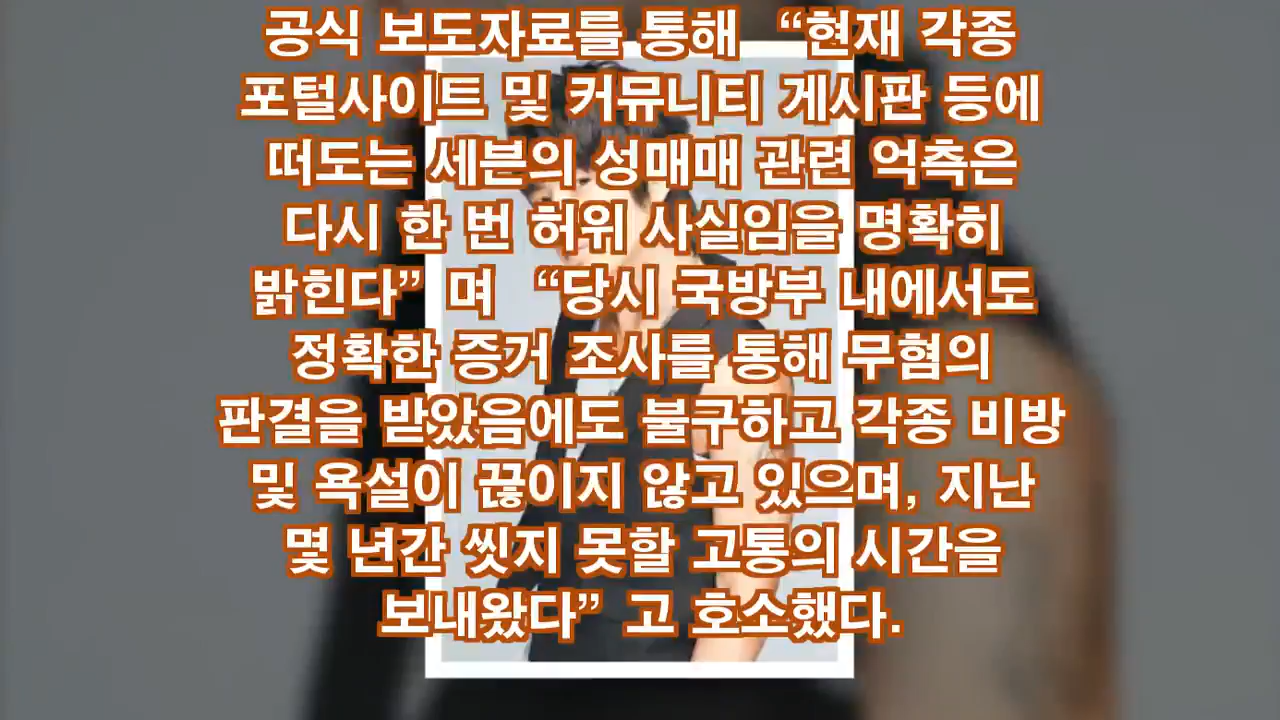 공식 보도자료를 통해 “현재 각종
포털사이트 및 커뮤니티 게시판 등에
떠도는 세븐의 성매매 관련 억측은
다시 한 번 허위 사실임을 명확히
밝힌다” 며 “당시 국방부 내에서도
정확한 증거 조사를 통해 무혐의
판결을 받았음에도 불구하고 각종 비방
및 욕설이 끊이지 않고 있으며, 지난
몇 년간 씻지 못할 고통의 시간을
보내왔다” 고 호소했다.